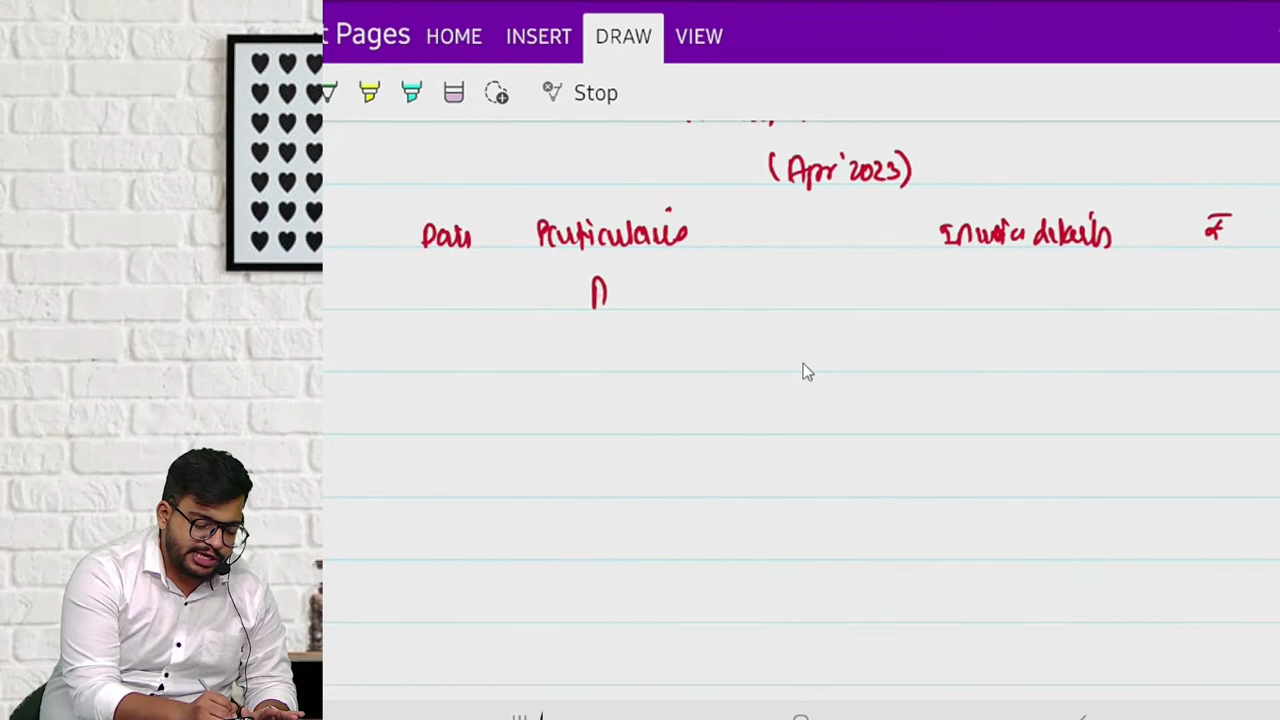 t Pages HOME INSERT DRAW VIEW
Stop
(Apr'2023)
Date Particulars Invoice details ₹